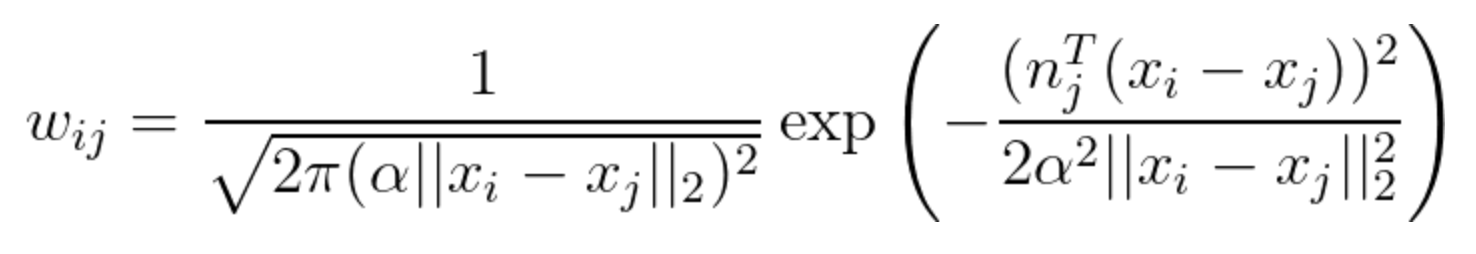 w_{ij} = \frac{1}{\sqrt{2\pi(\alpha||x_i - x_j||_2)^2}} \exp\left(-\frac{(n_j^T(x_i - x_j))^2}{2\alpha^2||x_i - x_j||_2^2}\right)